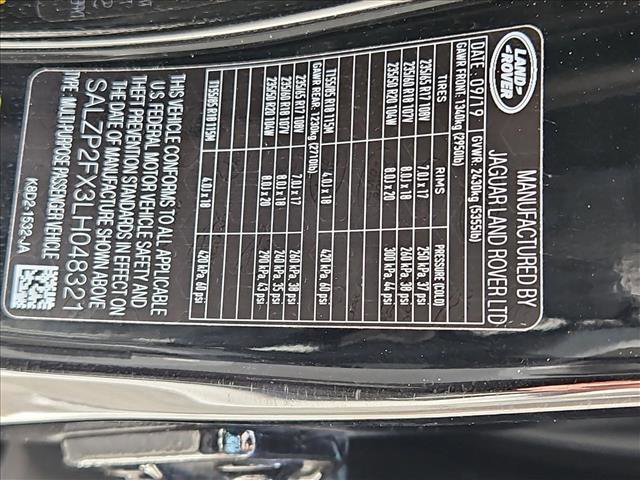 LAND-
ROVER
MANUFACTURED BY
JAGUAR LAND ROVER LTD
DATE: 09/19 GVWR: 2430kg (5355lb)
GAWR FRONT: 1340kg (2950lb)
TIRES RIMS PRESSURE (COLD)
235/65 R17 108V 7.0J x 17 250 kPa, 37 psi
235/60 R18 107V 8.0J x 18 260 kPa, 38 psi
235/50 R20 104W 8.0J x 20 300 kPa, 44 psi
T155/85 R18 115M 4.0J x 18 420 kPa, 60 psi
GAWR REAR: 1230kg (2710lb)
235/65 R17 108V 7.0J x 17 260 kPa, 38 psi
235/60 R18 107V 8.0J x 18 240 kPa, 35 psi
235/50 R20 104W 8.0J x 20 290 kPa, 43 psi
T155/85 R18 115M 4.0J x 18 420 kPa, 60 psi
THIS VEHICLE CONFORMS TO ALL APPLICABLE
U.S. FEDERAL MOTOR VEHICLE SAFETY AND
THEFT PREVENTION STANDARDS IN EFFECT ON
THE DATE OF MANUFACTURE SHOWN ABOVE
SALZP2FX3LH048321
TYPE: MULTIPURPOSE PASSENGER VEHICLE
K8D2-1532-JA